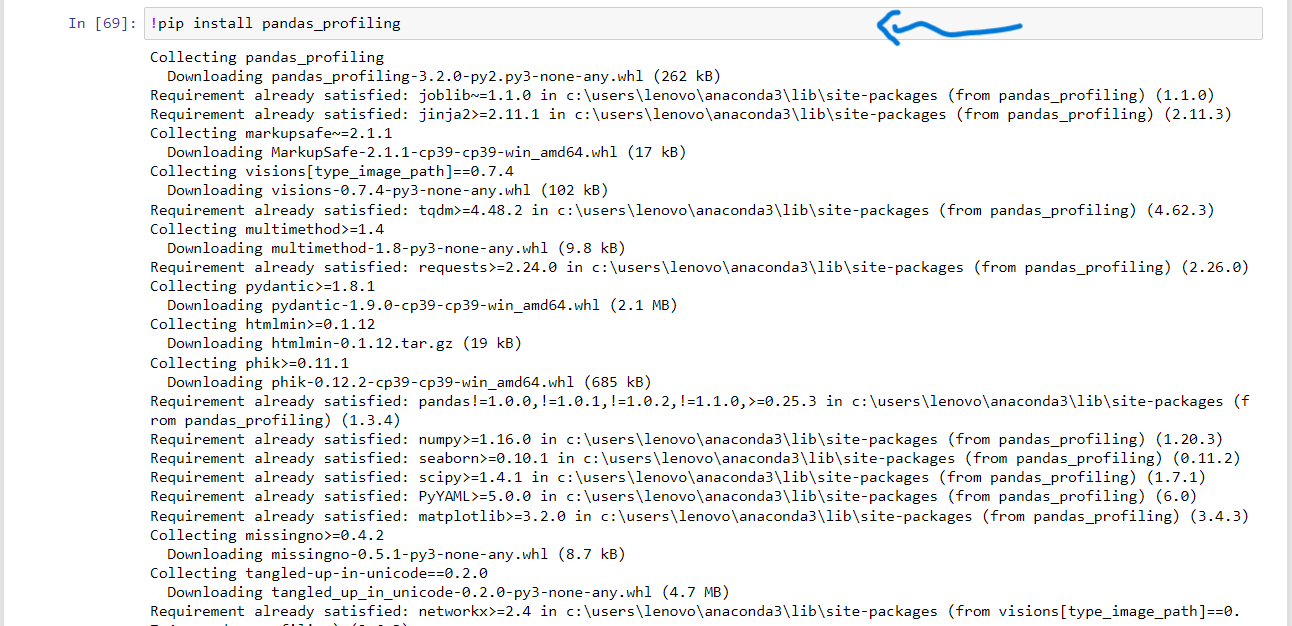 In [69]: !pip install pandas_profiling
Collecting pandas_profiling
  Downloading pandas_profiling-3.2.0-py2.py3-none-any.whl (262 kB)
Requirement already satisfied: joblib~=1.1.0 in c:\users\lenovo\anaconda3\lib\site-packages (from pandas_profiling) (1.1.0)
Requirement already satisfied: jinja2>=2.11.1 in c:\users\lenovo\anaconda3\lib\site-packages (from pandas_profiling) (2.11.3)
Collecting markupsafe~=2.1.1
  Downloading MarkupSafe-2.1.1-cp39-cp39-win_amd64.whl (17 kB)
Collecting visions[type_image_path]==0.7.4
  Downloading visions-0.7.4-py3-none-any.whl (102 kB)
Requirement already satisfied: tqdm>=4.48.2 in c:\users\lenovo\anaconda3\lib\site-packages (from pandas_profiling) (4.62.3)
Collecting multimethod>=1.4
  Downloading multimethod-1.8-py3-none-any.whl (9.8 kB)
Requirement already satisfied: requests>=2.24.0 in c:\users\lenovo\anaconda3\lib\site-packages (from pandas_profiling) (2.26.0)
Collecting pydantic>=1.8.1
  Downloading pydantic-1.9.0-cp39-cp39-win_amd64.whl (2.1 MB)
Collecting htmlmin>=0.1.12
  Downloading htmlmin-0.1.12.tar.gz (19 kB)
Collecting phik>=0.11.1
  Downloading phik-0.12.2-cp39-cp39-win_amd64.whl (685 kB)
Requirement already satisfied: pandas!=1.0.0,!=1.0.1,!=1.0.2,!=1.1.0,>=0.25.3 in c:\users\lenovo\anaconda3\lib\site-packages (f
rom pandas_profiling) (1.3.4)
Requirement already satisfied: numpy>=1.16.0 in c:\users\lenovo\anaconda3\lib\site-packages (from pandas_profiling) (1.20.3)
Requirement already satisfied: seaborn>=0.10.1 in c:\users\lenovo\anaconda3\lib\site-packages (from pandas_profiling) (0.11.2)
Requirement already satisfied: scipy>=1.4.1 in c:\users\lenovo\anaconda3\lib\site-packages (from pandas_profiling) (1.7.1)
Requirement already satisfied: PyYAML>=5.0.0 in c:\users\lenovo\anaconda3\lib\site-packages (from pandas_profiling) (6.0)
Requirement already satisfied: matplotlib>=3.2.0 in c:\users\lenovo\anaconda3\lib\site-packages (from pandas_profiling) (3.4.3)
Collecting missingno>=0.4.2
  Downloading missingno-0.5.1-py3-none-any.whl (8.7 kB)
Collecting tangled-up-in-unicode==0.2.0
  Downloading tangled_up_in_unicode-0.2.0-py3-none-any.whl (4.7 MB)
Requirement already satisfied: networkx>=2.4 in c:\users\lenovo\anaconda3\lib\site-packages (from visions[type_image_path]==0.